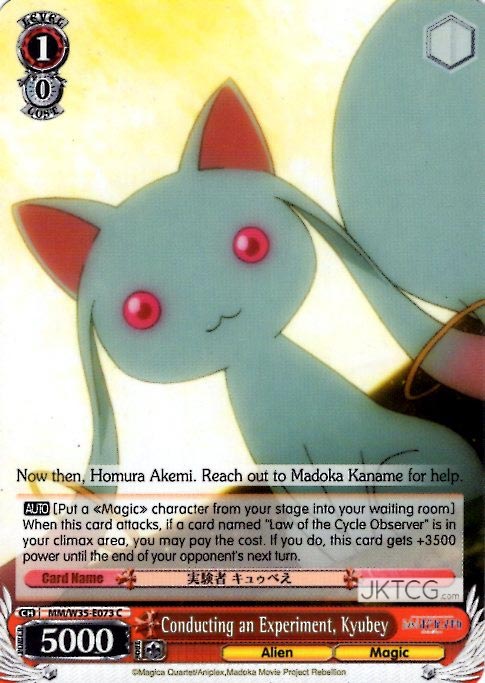 LEVEL
1
0
COST
Now then, Homura Akemi. Reach out to Madoka Kaname for help.
AUTO [Put a «Magic» character from your stage into your waiting room]
When this card attacks, if a card named "Law of the Cycle Observer" is in
your climax area, you may pay the cost. If you do, this card gets +3500
power until the end of your opponent's next turn.
Card Name 実験者 キュゥべえ
JKTCG.com
CH MM/W35-E073 C
POWER 5000 Conducting an Experiment, Kyubey
SOUL Alien Magic
©Magica Quartet/Aniplex,Madoka Movie Project Rebellion